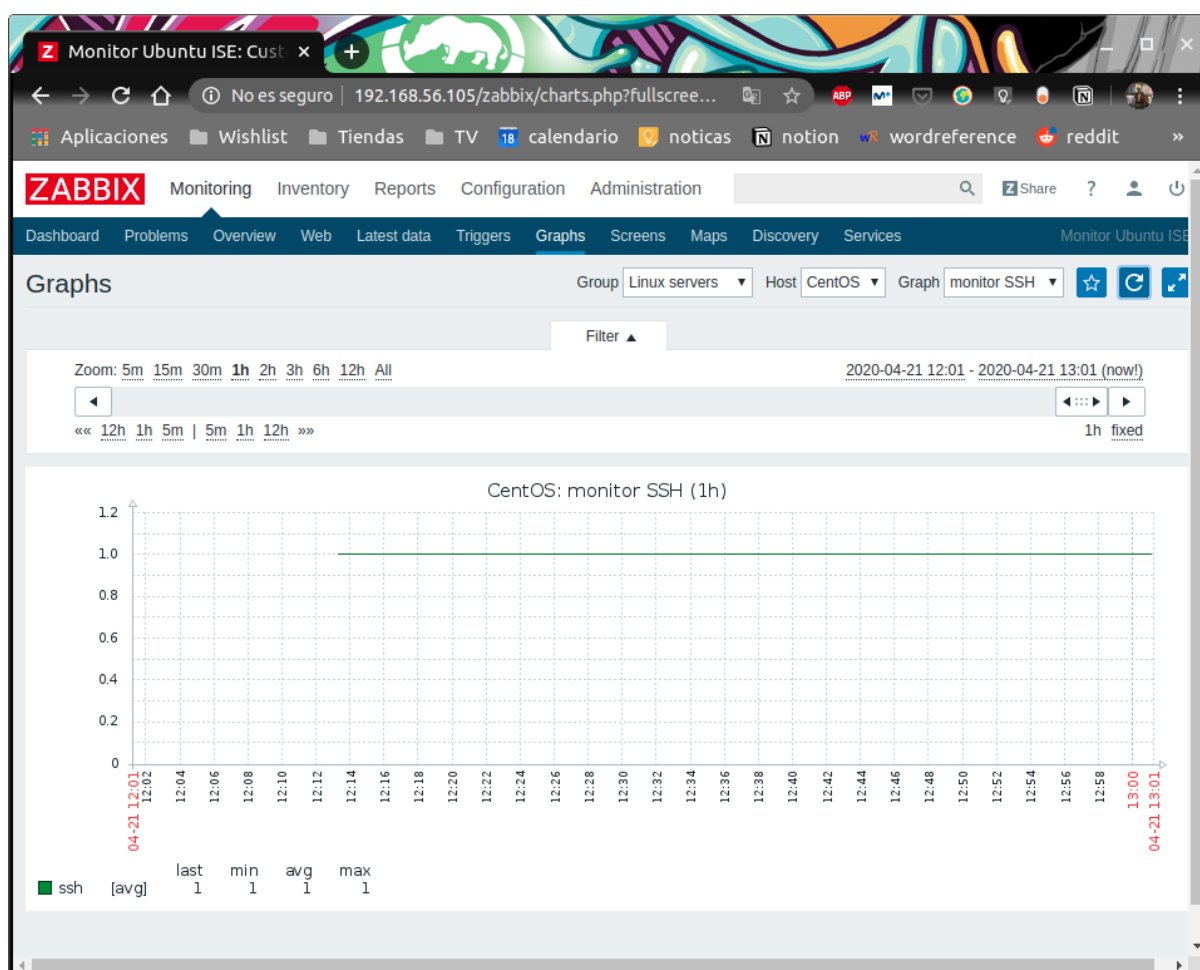 Z Monitor Ubuntu ISE: Cust × +
No es seguro | 192.168.56.105/zabbix/charts.php?fullscree... ABP M+ N
Aplicaciones Wishlist Tiendas TV 18 calendario noticas notion wR wordreference reddit »
ZABBIX Monitoring Inventory Reports Configuration Administration Z Share ?
Dashboard Problems Overview Web Latest data Triggers Graphs Screens Maps Discovery Services Monitor Ubuntu ISE
Graphs Group Linux servers ▼ Host CentOS ▼ Graph monitor SSH ▼
Filter ▲
Zoom: 5m 15m 30m 1h 2h 3h 6h 12h All 2020-04-21 12:01 - 2020-04-21 13:01 (now!)
«« 12h 1h 5m | 5m 1h 12h »» 1h fixed
CentOS: monitor SSH (1h)
1.2
1.0
0.8
0.6
0.4
0.2
0
04-21 12:01 12:02 12:04 12:06 12:08 12:10 12:12 12:14 12:16 12:18 12:20 12:22 12:24 12:26 12:28 12:30 12:32 12:34 12:36 12:38 12:40 12:42 12:44 12:46 12:48 12:50 12:52 12:54 12:56 12:58 13:00 04-21 13:01
last min avg max
ssh [avg] 1 1 1 1